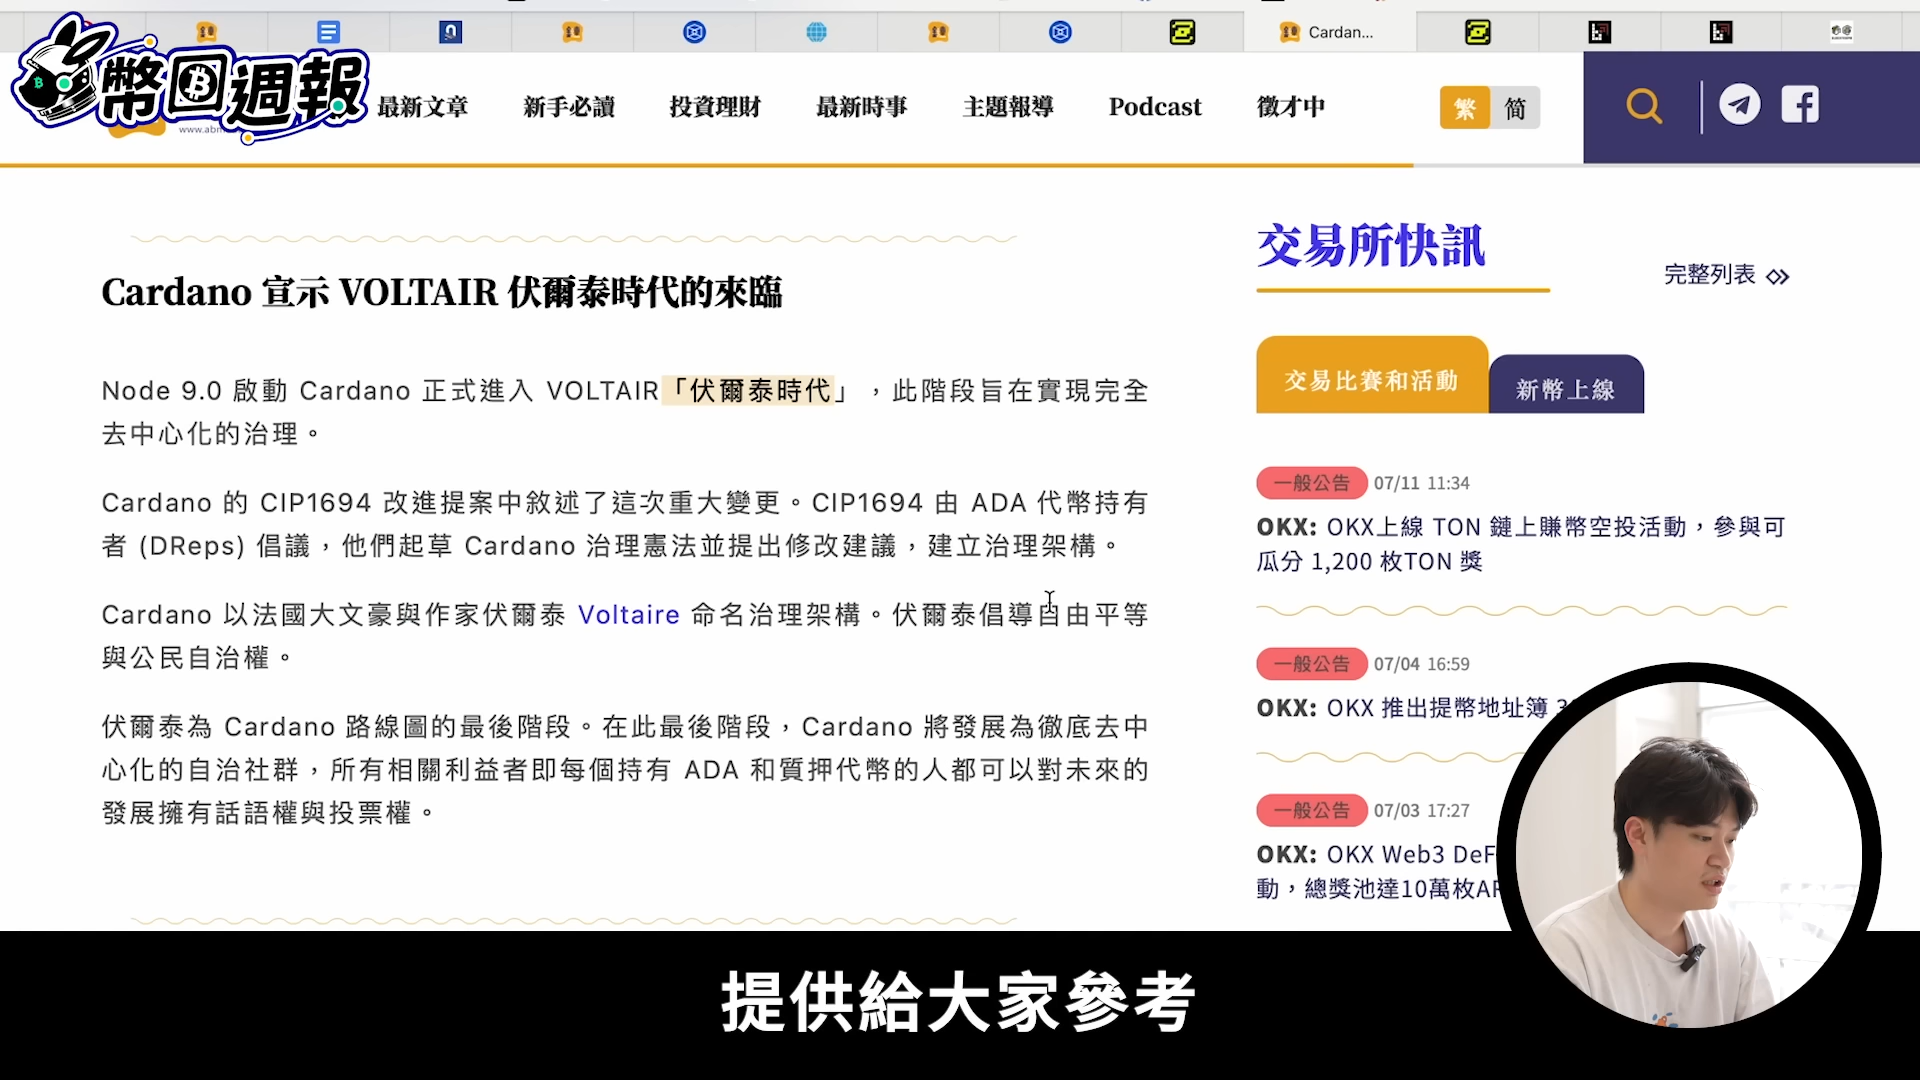 Cardan...
幣回週報
www.abm
最新文章
新手必讀
投資理財
最新時事
主題報導
Podcast
徵才中
繁
简
Cardano 宣示 VOLTAIR 伏爾泰時代的來臨
Node 9.0 啟動 Cardano 正式進入 VOLTAIR「伏爾泰時代」，此階段旨在實現完全
去中心化的治理。
Cardano 的 CIP1694 改進提案中敘述了這次重大變更。CIP1694 由 ADA 代幣持有
者 (DReps) 倡議，他們起草 Cardano 治理憲法並提出修改建議，建立治理架構。
Cardano 以法國大文豪與作家伏爾泰 Voltaire 命名治理架構。伏爾泰倡導自由平等
與公民自治權。
伏爾泰為 Cardano 路線圖的最後階段。在此最後階段，Cardano 將發展為徹底去中
心化的自治社群，所有相關利益者即每個持有 ADA 和質押代幣的人都可以對未來的
發展擁有話語權與投票權。
交易所快訊
完整列表
交易比賽和活動
新幣上線
一般公告 07/11 11:34
OKX: OKX上線 TON 鏈上賺幣空投活動，參與可
瓜分 1,200 枚TON 獎
一般公告 07/04 16:59
OKX: OKX 推出提幣地址簿
一般公告 07/03 17:27
OKX: OKX Web3 DeF
動，總獎池達10萬枚AR
提供給大家參考